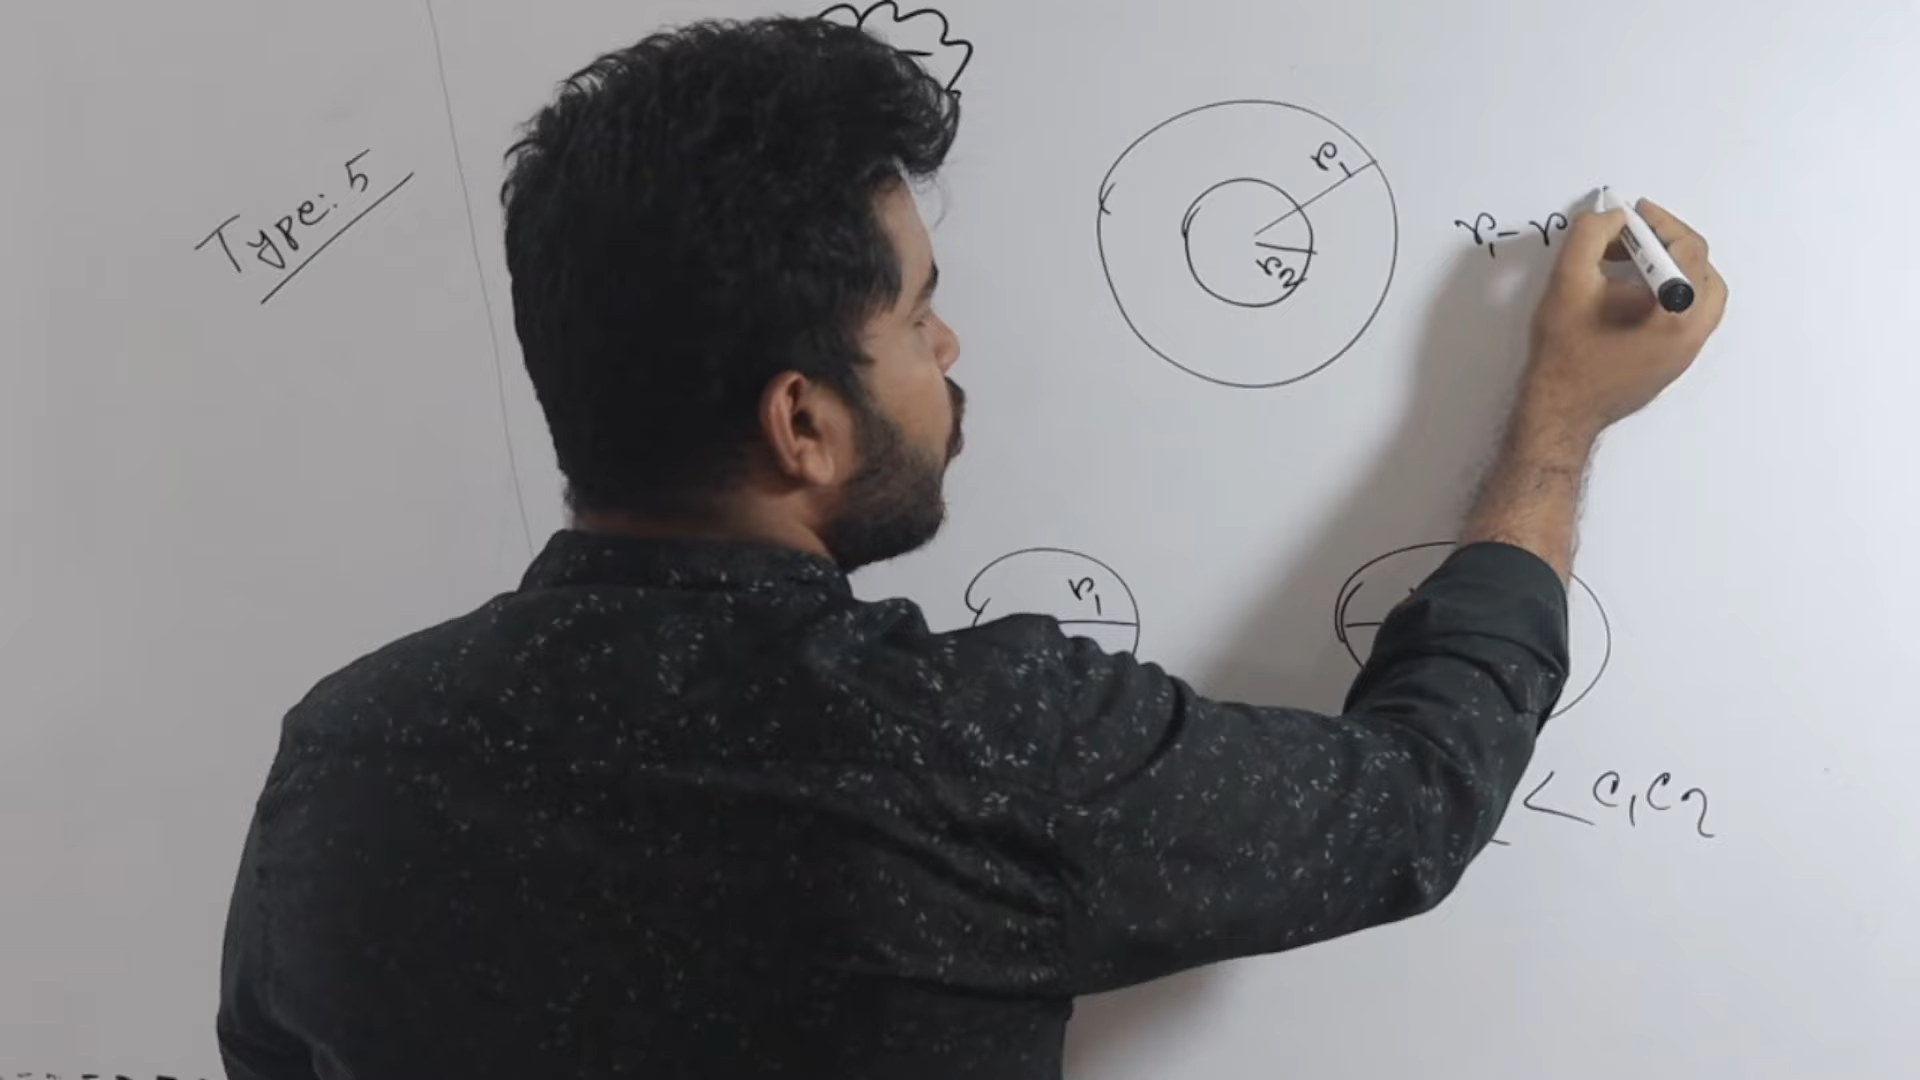 Type: 5
r₁
r₂
r₁ - r
r₁
< C₁C₂